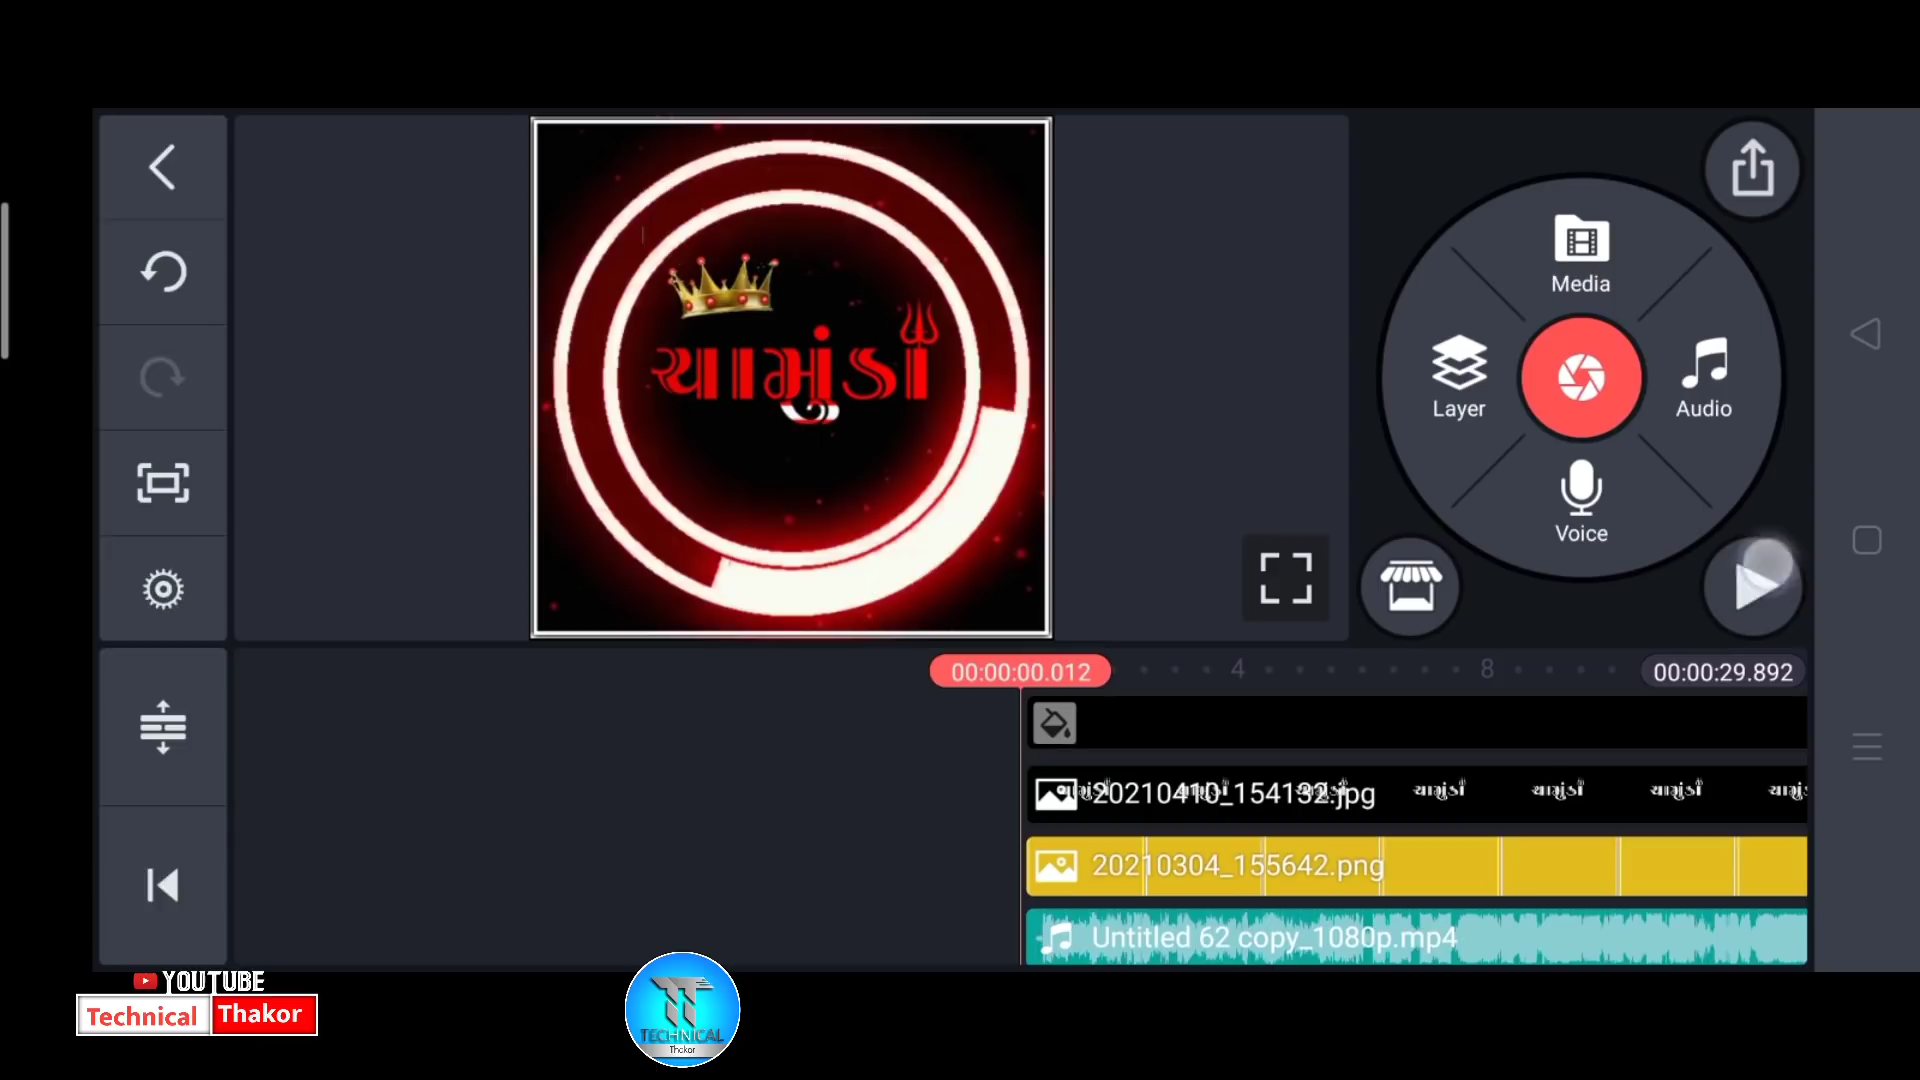 ચામુંડા
Media
Layer
Audio
Voice
00:00:00.012
4
8
00:00:29.892
20210410_154132.jpg
ચામુંડા ચામુંડા ચામુંડા
20210304_155642.png
Untitled 62 copy_1080p.mp4
YOUTUBE
Technical Thakor
TT
TECHNICAL
Thakor